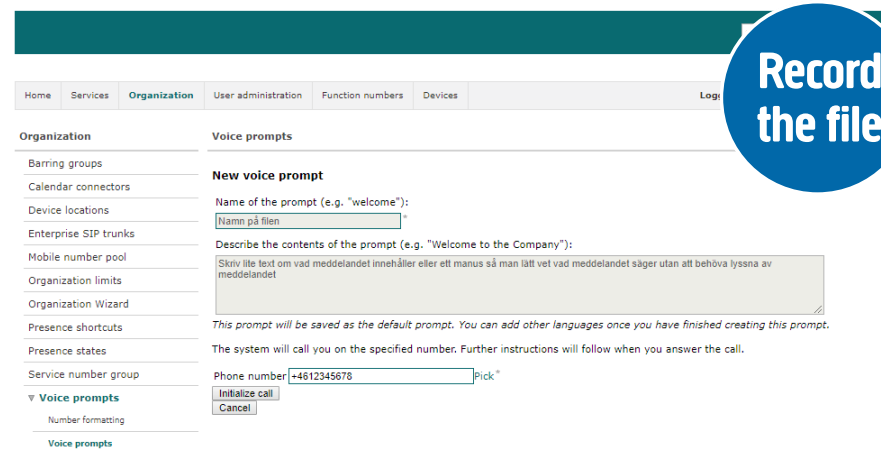 Record
the file
Home Services Organization User administration Function numbers Devices
Organization
Voice prompts
Barring groups
Calendar connectors
Device locations
Enterprise SIP trunks
Mobile number pool
Organization limits
Organization Wizard
Presence shortcuts
Presence states
Service number group
▼ Voice prompts
Number formatting
Voice prompts
New voice prompt
Name of the prompt (e.g. "welcome"):
Namn på filen *
Describe the contents of the prompt (e.g. "Welcome to the Company"):
Skriv lite text om vad meddelandet innehåller eller ett manus så man lätt vet vad meddelandet säger utan att behöva lyssna av
meddelandet
This prompt will be saved as the default prompt. You can add other languages once you have finished creating this prompt.
The system will call you on the specified number. Further instructions will follow when you answer the call.
Phone number +4612345678 Pick *
Initialize call
Cancel